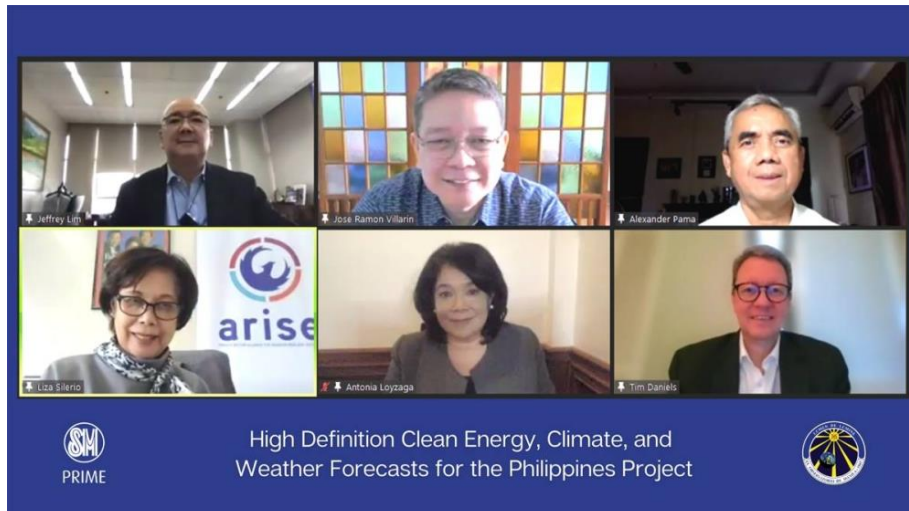 Jeffrey Lim
Jose Ramon Villarin
Alexander Pama
arise
Liza Silerio
Antonia Loyzaga
Tim Daniels
SM
PRIME
High Definition Clean Energy, Climate, and
Weather Forecasts for the Philippines Project